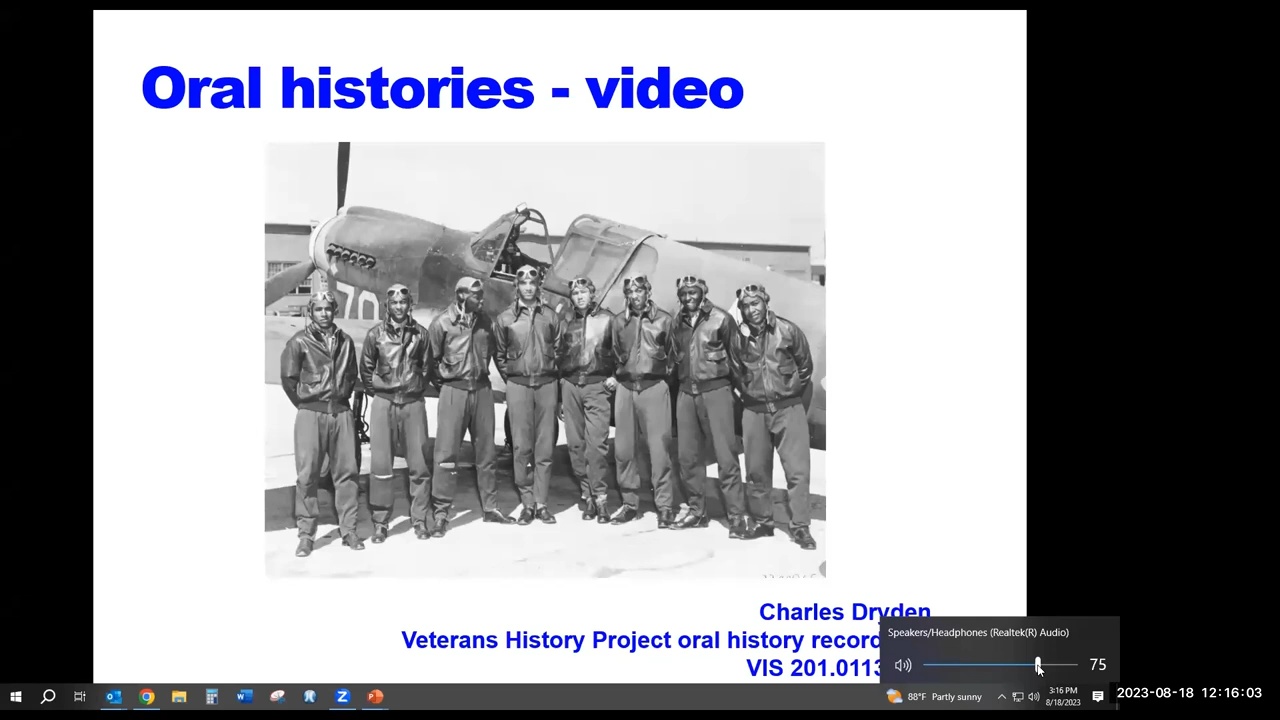 Oral histories - video
70
Charles Dryden
Veterans History Project oral history
VIS 201.0113
Speakers/Headphones (Realtek(R) Audio)
75
88°F Partly sunny
3:16 PM
8/18/2023
2023-08-18 12:16:03